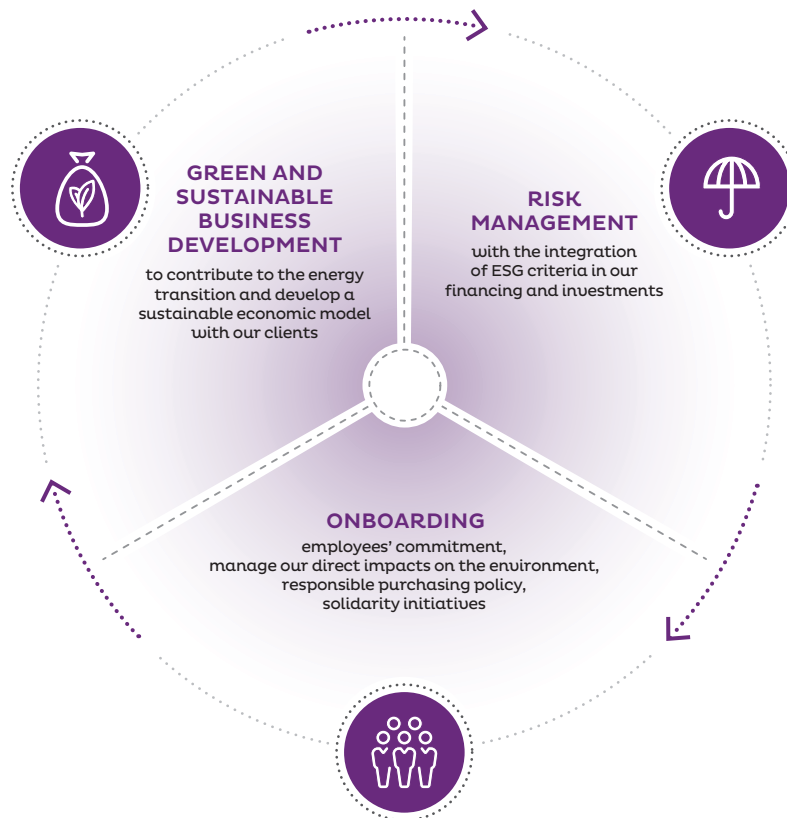 GREEN AND
SUSTAINABLE
BUSINESS
DEVELOPMENT
to contribute to the energy
transition and develop a
sustainable economic model
with our clients
RISK
MANAGEMENT
with the integration
of ESG criteria in our
financing and investments
ONBOARDING
employees’ commitment,
manage our direct impacts on the environment,
responsible purchasing policy,
solidarity initiatives